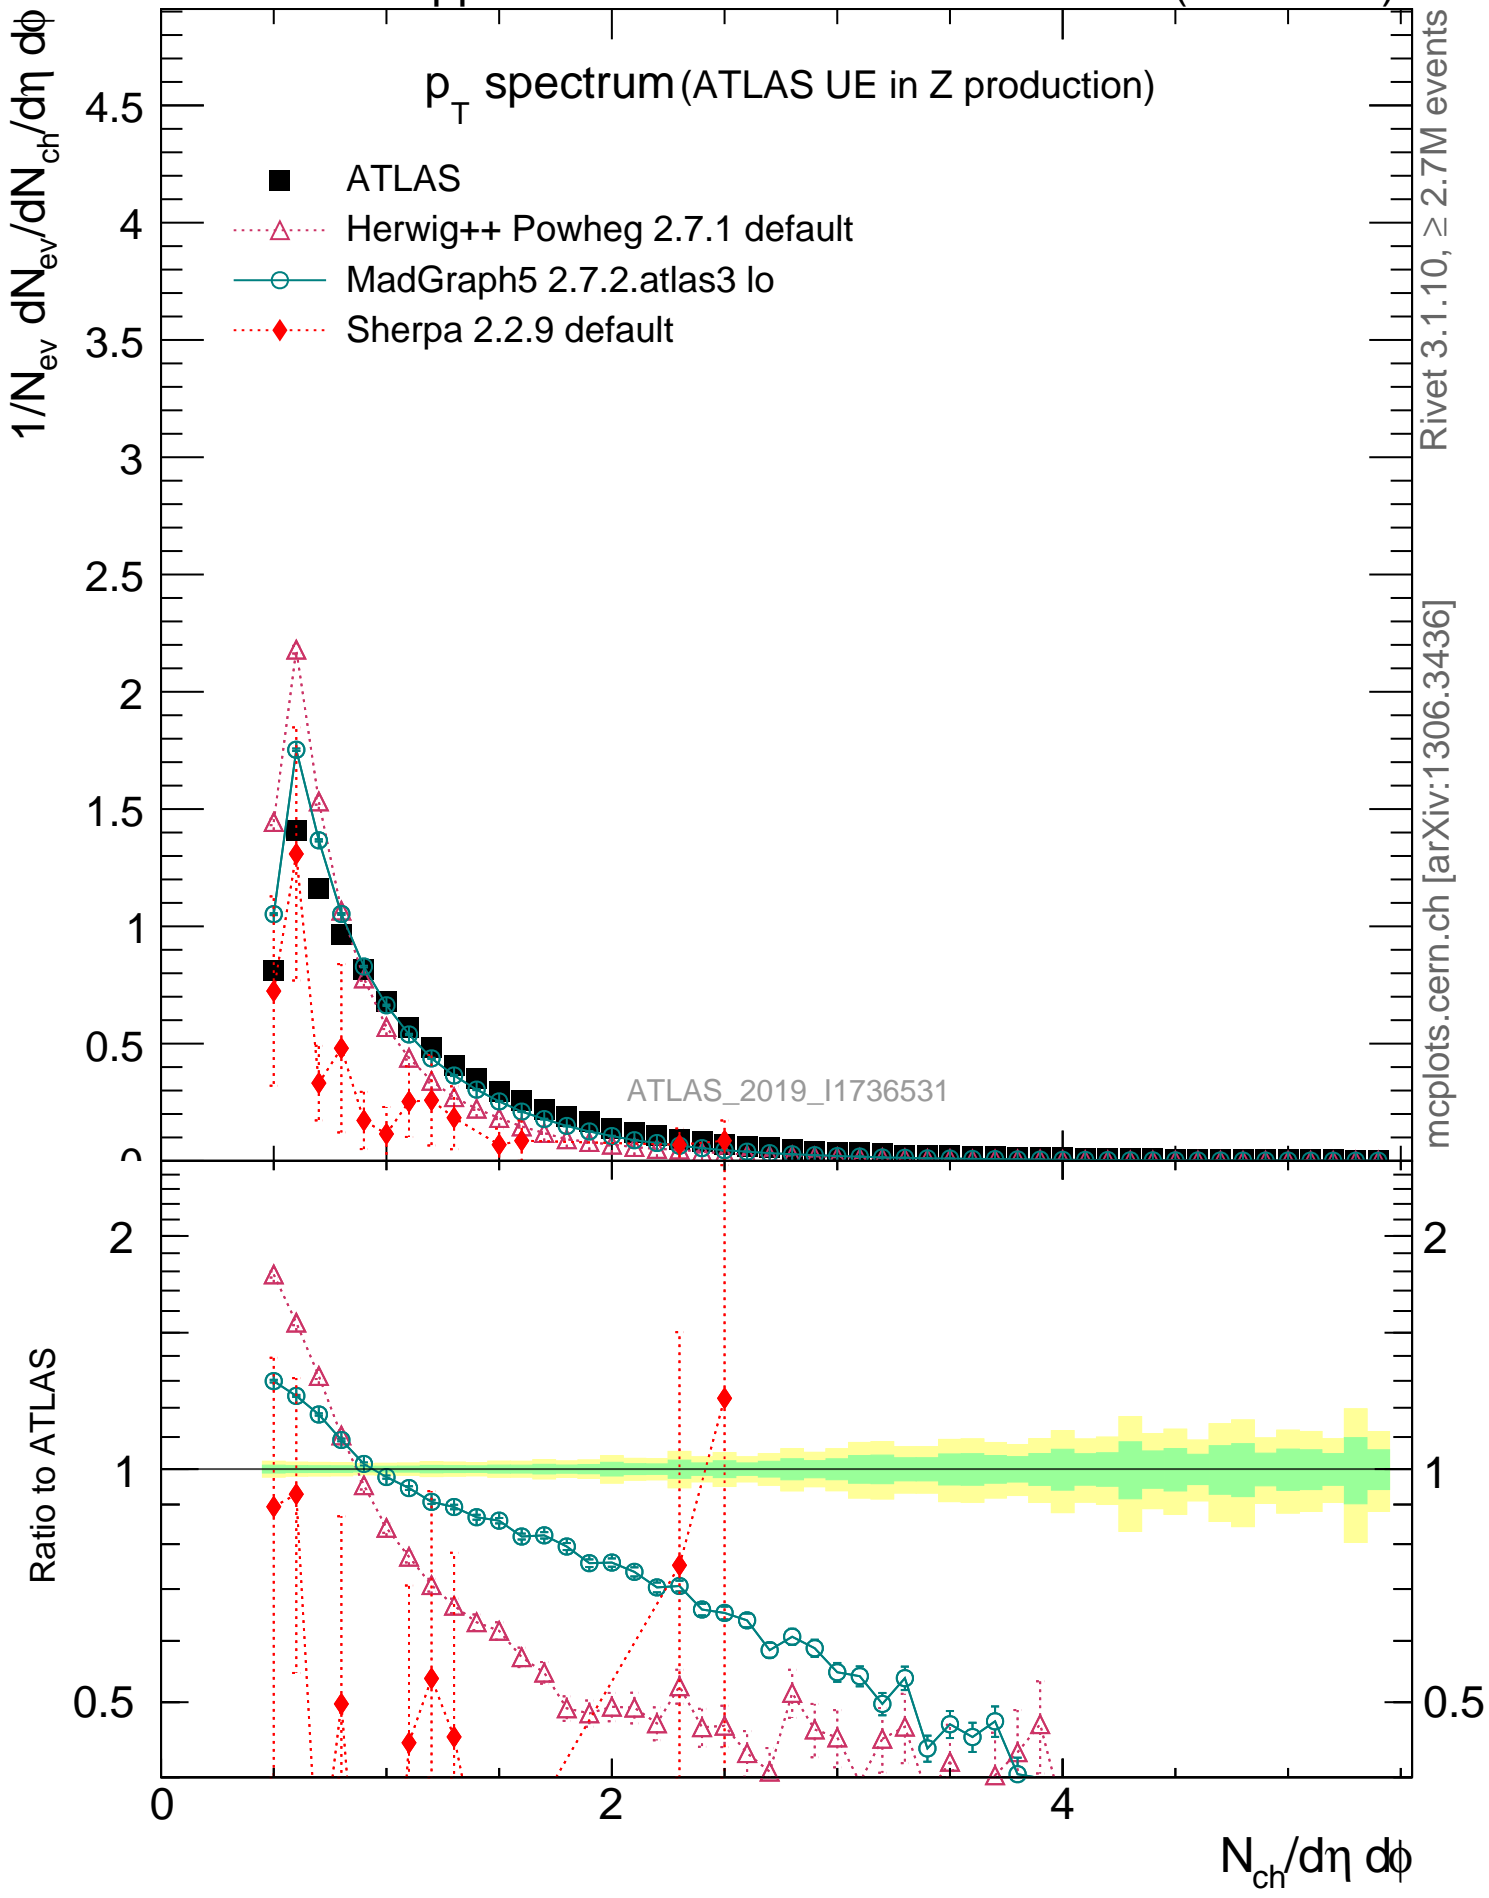 p_T spectrum (ATLAS UE in Z production)
ATLAS
Herwig++ Powheg 2.7.1 default
MadGraph5 2.7.2.atlas3 lo
Sherpa 2.2.9 default
1/N_ev dN_ev/dN_ch/dη dϕ
4.5
4
3.5
3
2.5
2
1.5
1
0.5
0
ATLAS_2019_I1736531
Rivet 3.1.10, ≥ 2.7M events
mcplots.cern.ch [arXiv:1306.3436]
Ratio to ATLAS
2
1
0.5
2
1
0.5
0
2
4
N_ch/dη dϕ